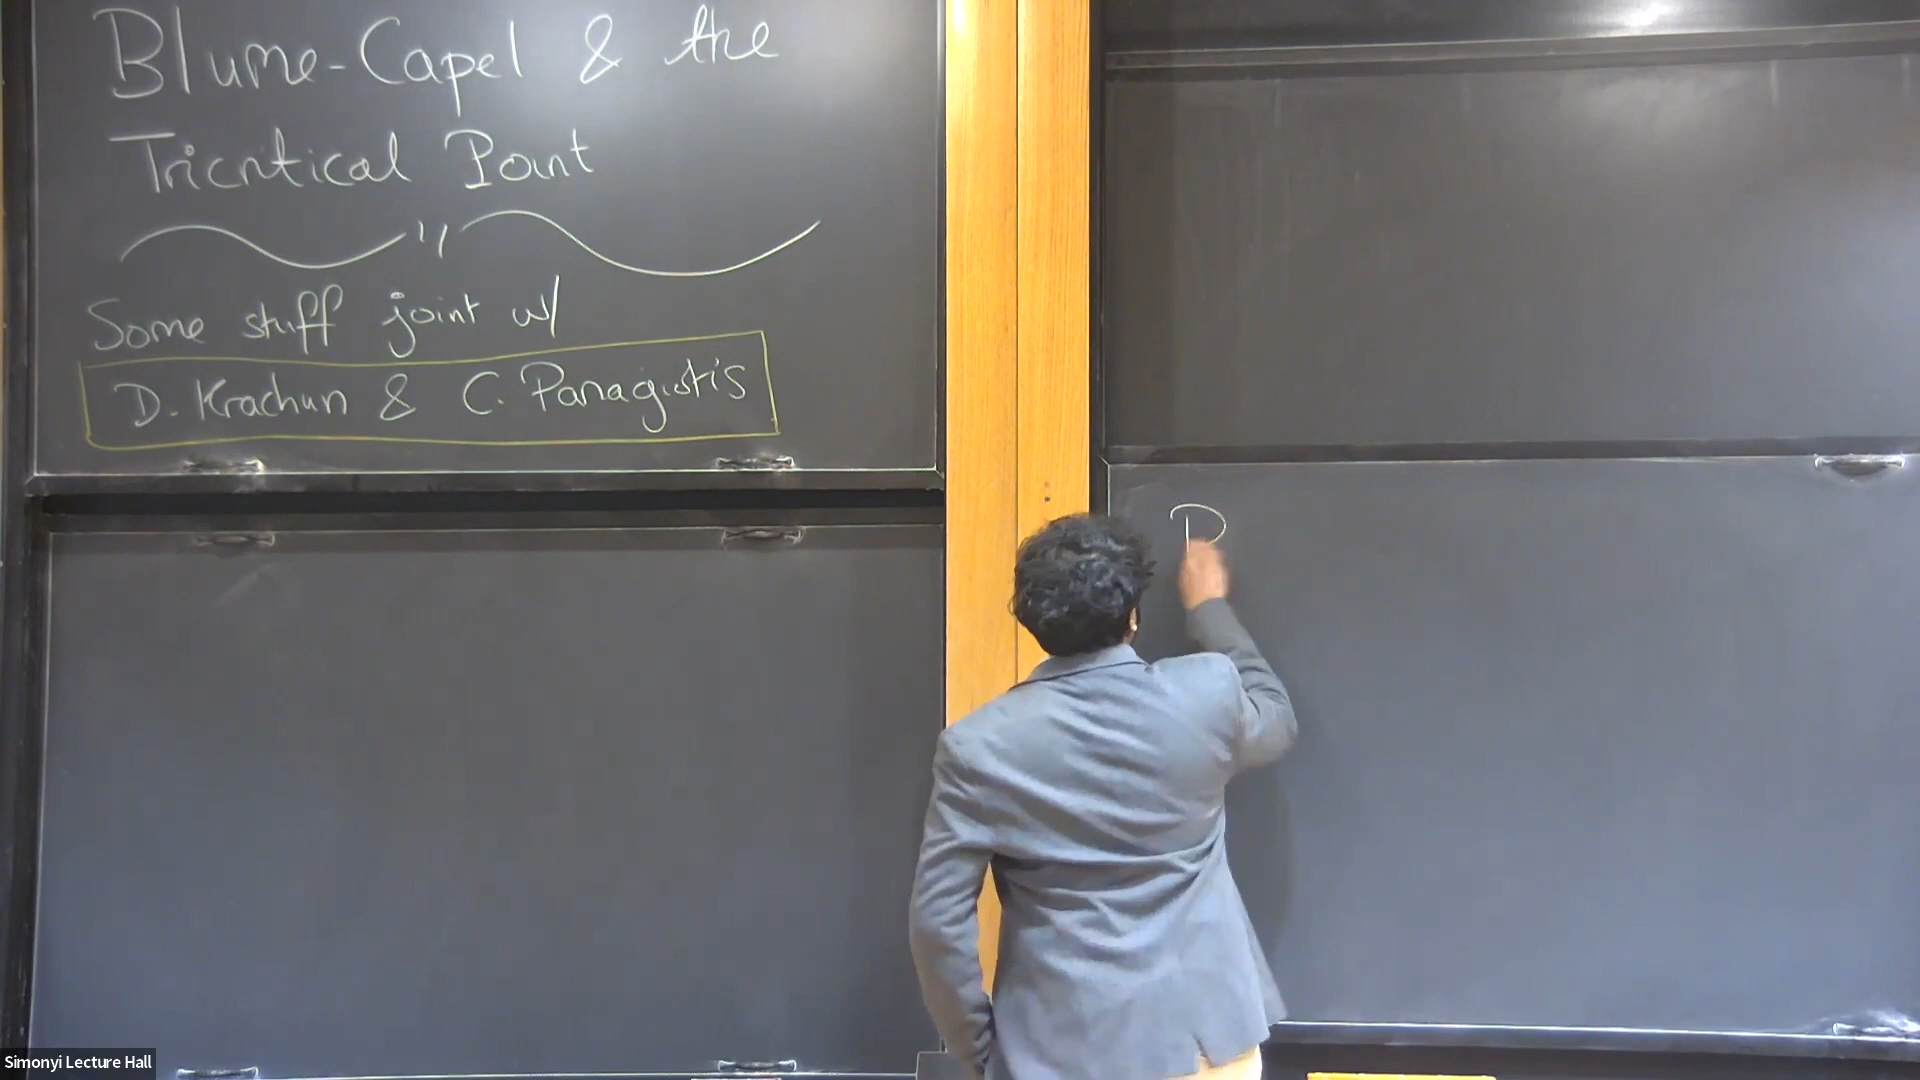 Blume-Capel & the
Tricritical Point
Some stuff joint w/
D. Krachun & C. Panagiotis
P
Simonyi Lecture Hall